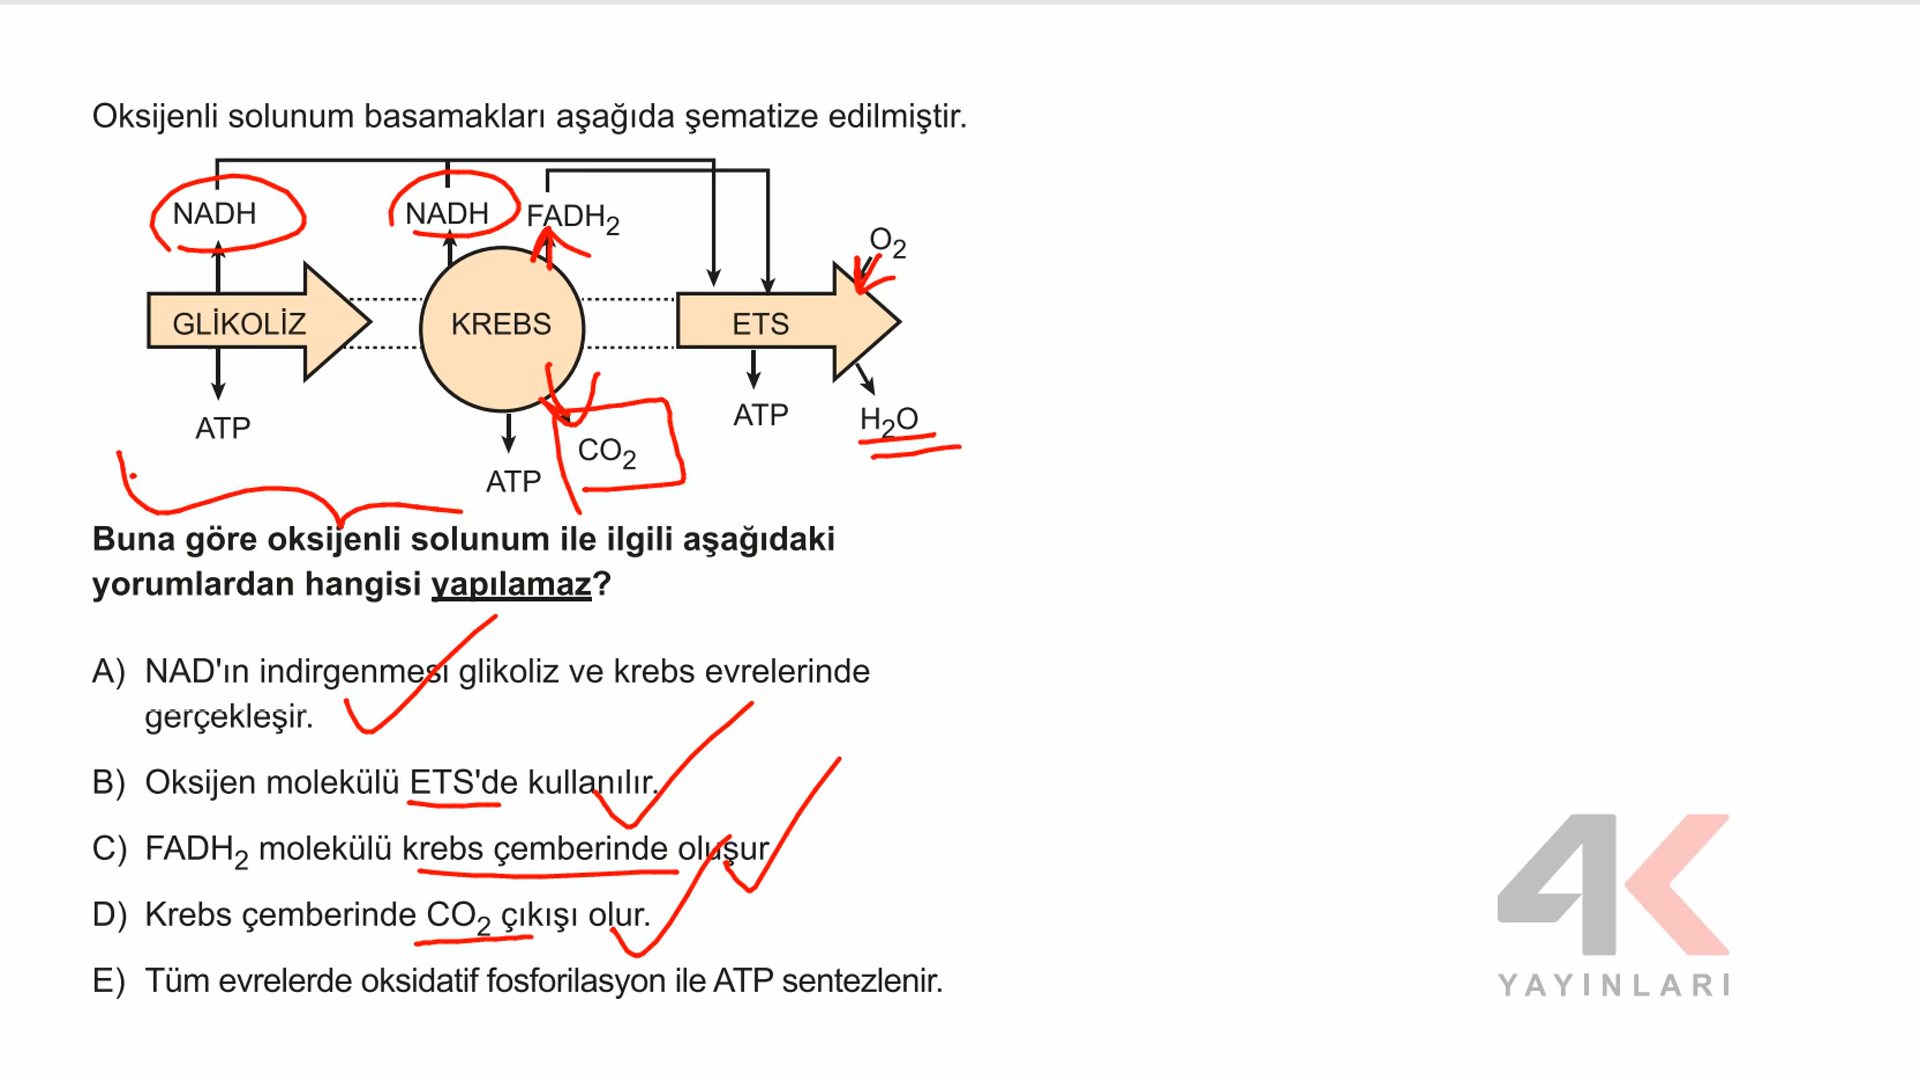 Oksijenli solunum basamakları aşağıda şematize edilmiştir.
NADH
NADH
FADH2
O2
GLİKOLİZ
KREBS
ETS
ATP
ATP
CO2
ATP
H2O
Buna göre oksijenli solunum ile ilgili aşağıdaki
yorumlardan hangisi yapılamaz?
A) NAD'ın indirgenmesi glikoliz ve krebs evrelerinde
gerçekleşir.
B) Oksijen molekülü ETS'de kullanılır.
C) FADH2 molekülü krebs çemberinde oluşur.
D) Krebs çemberinde CO2 çıkışı olur.
E) Tüm evrelerde oksidatif fosforilasyon ile ATP sentezlenir.
4K
YAYINLARI